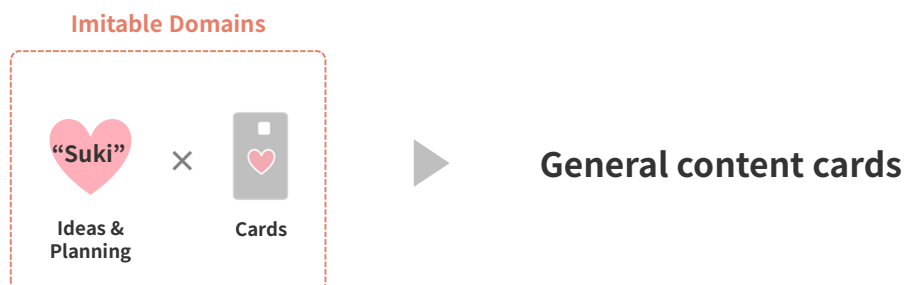 Imitable Domains
“Suki”
×
Ideas &
Planning
Cards
General content cards